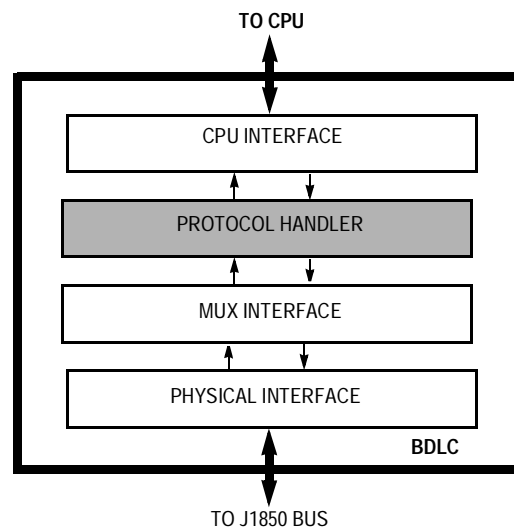 TO CPU
CPU INTERFACE
PROTOCOL HANDLER
MUX INTERFACE
PHYSICAL INTERFACE
BDLC
TO J1850 BUS